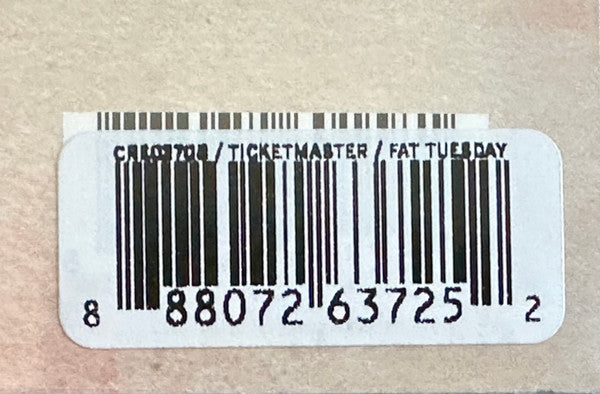 / TICKETMASTER / FAT TUESDAY
8 88072 63725 2